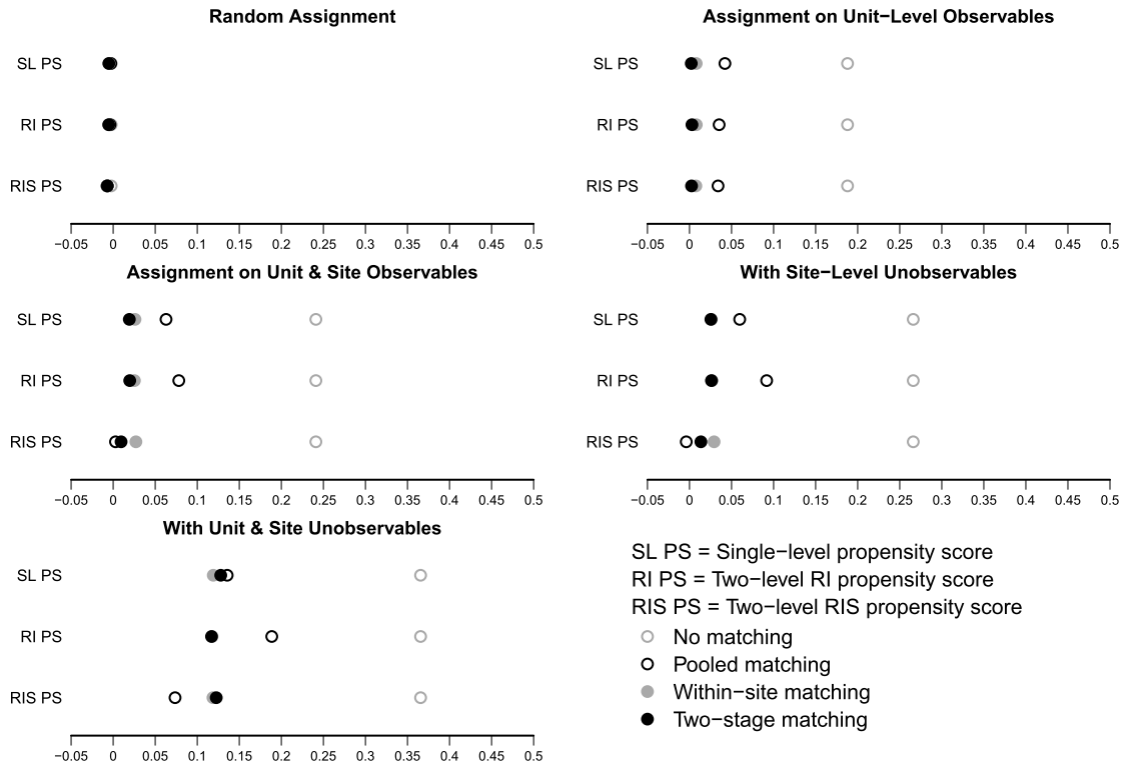 Random Assignment
SL PS
RI PS
RIS PS
−0.05 0 0.05 0.1 0.15 0.2 0.25 0.3 0.35 0.4 0.45 0.5
Assignment on Unit−Level Observables
SL PS
RI PS
RIS PS
−0.05 0 0.05 0.1 0.15 0.2 0.25 0.3 0.35 0.4 0.45 0.5
Assignment on Unit & Site Observables
SL PS
RI PS
RIS PS
−0.05 0 0.05 0.1 0.15 0.2 0.25 0.3 0.35 0.4 0.45 0.5
With Site−Level Unobservables
SL PS
RI PS
RIS PS
−0.05 0 0.05 0.1 0.15 0.2 0.25 0.3 0.35 0.4 0.45 0.5
With Unit & Site Unobservables
SL PS
RI PS
RIS PS
−0.05 0 0.05 0.1 0.15 0.2 0.25 0.3 0.35 0.4 0.45 0.5
SL PS = Single−level propensity score
RI PS = Two−level RI propensity score
RIS PS = Two−level RIS propensity score
No matching
Pooled matching
Within−site matching
Two−stage matching